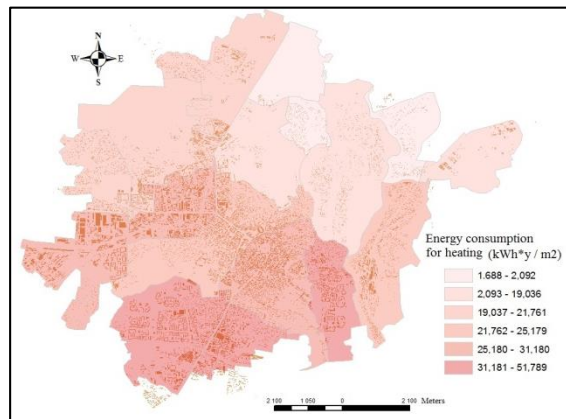 N
W E
S
Energy consumption
for heating (kWh*y / m2)
1.688 - 2,092
2,093 - 19,036
19,037 - 21,761
21,762 - 25,179
25,180 - 31,180
31,181 - 51,789
2 100 1 050 0 2 100 Meters